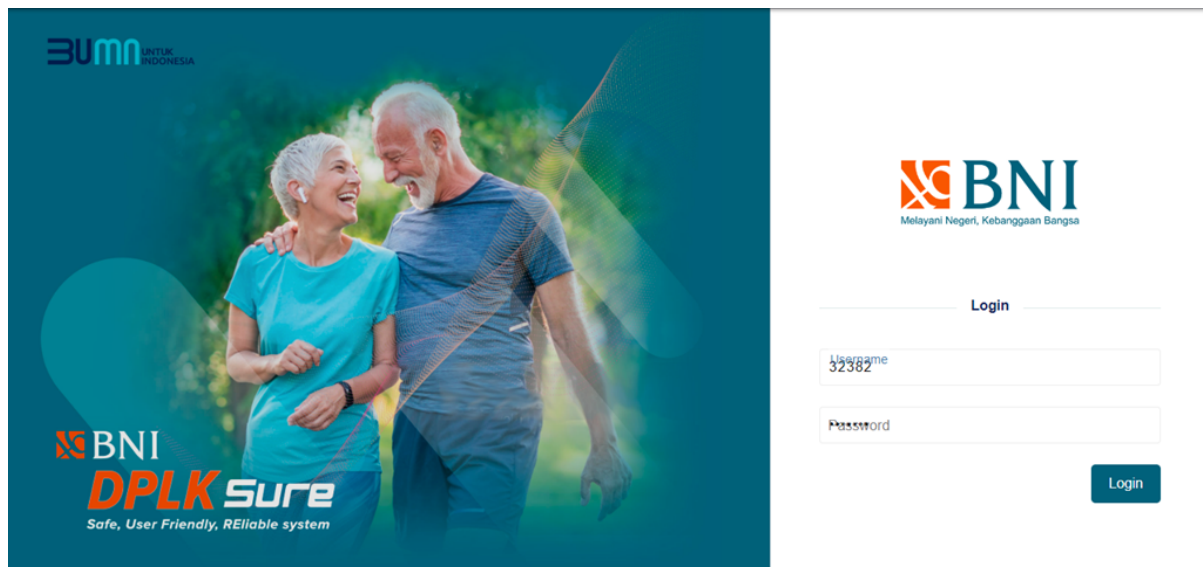 BUMN UNTUK
INDONESIA
BNI
DPLK Sure
Safe, User Friendly, REliable system
BNI
Melayani Negeri, Kebanggaan Bangsa
Login
Username
32382
Password
Login